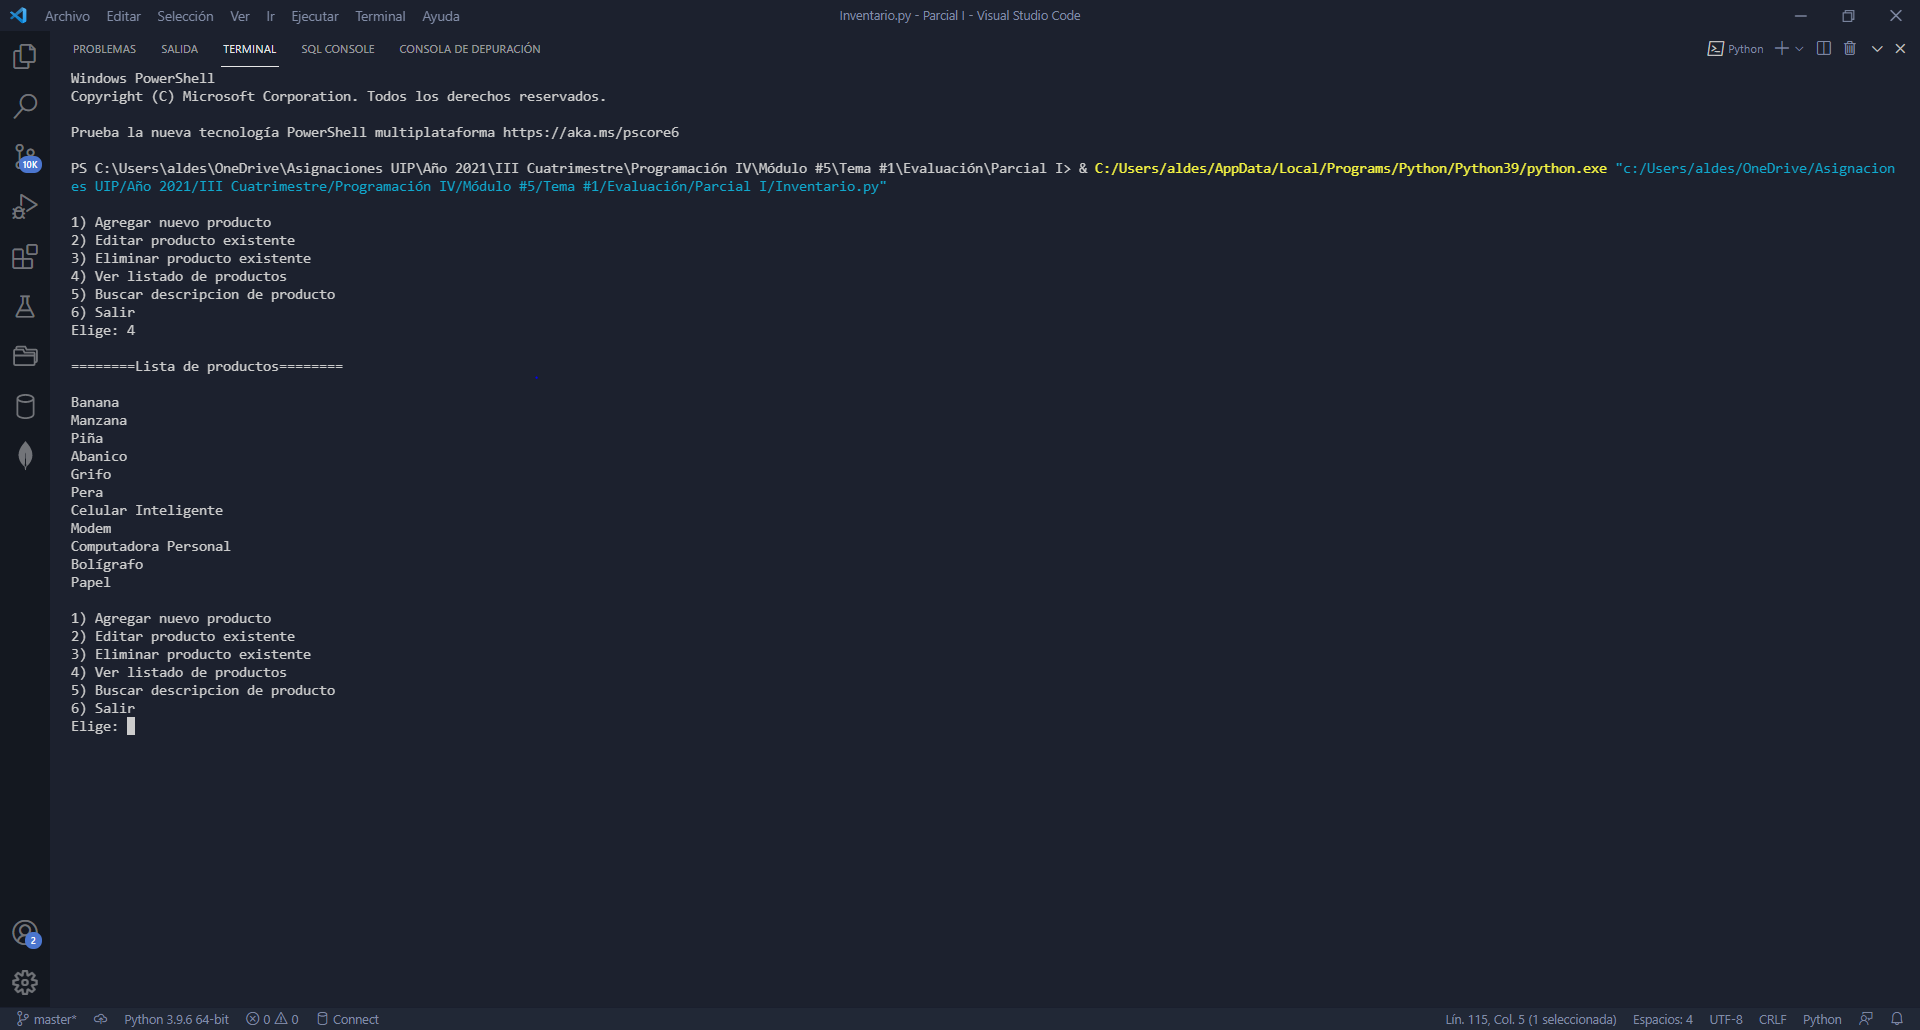 Archivo Editar Selección Ver Ir Ejecutar Terminal Ayuda
Inventario.py - Parcial I - Visual Studio Code
PROBLEMAS SALIDA TERMINAL SQL CONSOLE CONSOLA DE DEPURACIÓN
Python
Windows PowerShell
Copyright (C) Microsoft Corporation. Todos los derechos reservados.
Prueba la nueva tecnología PowerShell multiplataforma https://aka.ms/pscore6
PS C:\Users\aldes\OneDrive\Asignaciones UIP\Año 2021\III Cuatrimestre\Programación IV\Módulo #5\Tema #1\Evaluación\Parcial I> & C:/Users/aldes/AppData/Local/Programs/Python/Python39/python.exe "c:/Users/aldes/OneDrive/Asignacion
es UIP/Año 2021/III Cuatrimestre/Programación IV/Módulo #5/Tema #1/Evaluación/Parcial I/Inventario.py"
1) Agregar nuevo producto
2) Editar producto existente
3) Eliminar producto existente
4) Ver listado de productos
5) Buscar descripcion de producto
6) Salir
Elige: 4
========Lista de productos========
Banana
Manzana
Piña
Abanico
Grifo
Pera
Celular Inteligente
Modem
Computadora Personal
Bolígrafo
Papel
1) Agregar nuevo producto
2) Editar producto existente
3) Eliminar producto existente
4) Ver listado de productos
5) Buscar descripcion de producto
6) Salir
Elige:
10K
2
master* Python 3.9.6 64-bit 0 0 Connect
Lín. 115, Col. 5 (1 seleccionada) Espacios: 4 UTF-8 CRLF Python